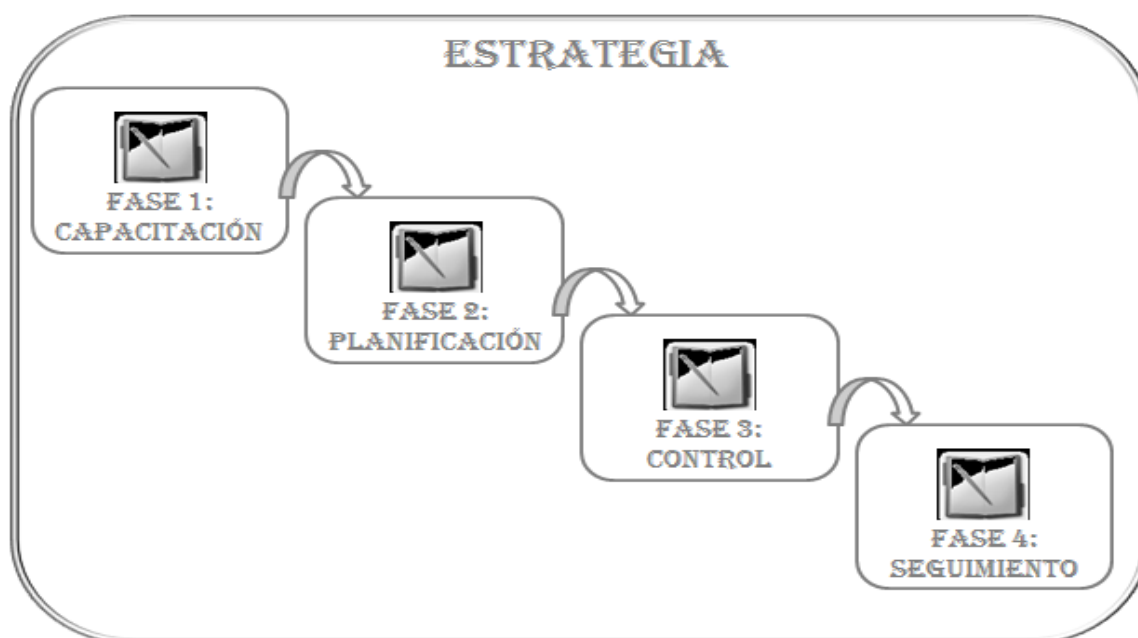 ESTRATEGIA
FASE 1:
CAPACITACIÓN
FASE 2:
PLANIFICACIÓN
FASE 3:
CONTROL
FASE 4:
SEGUIMIENTO